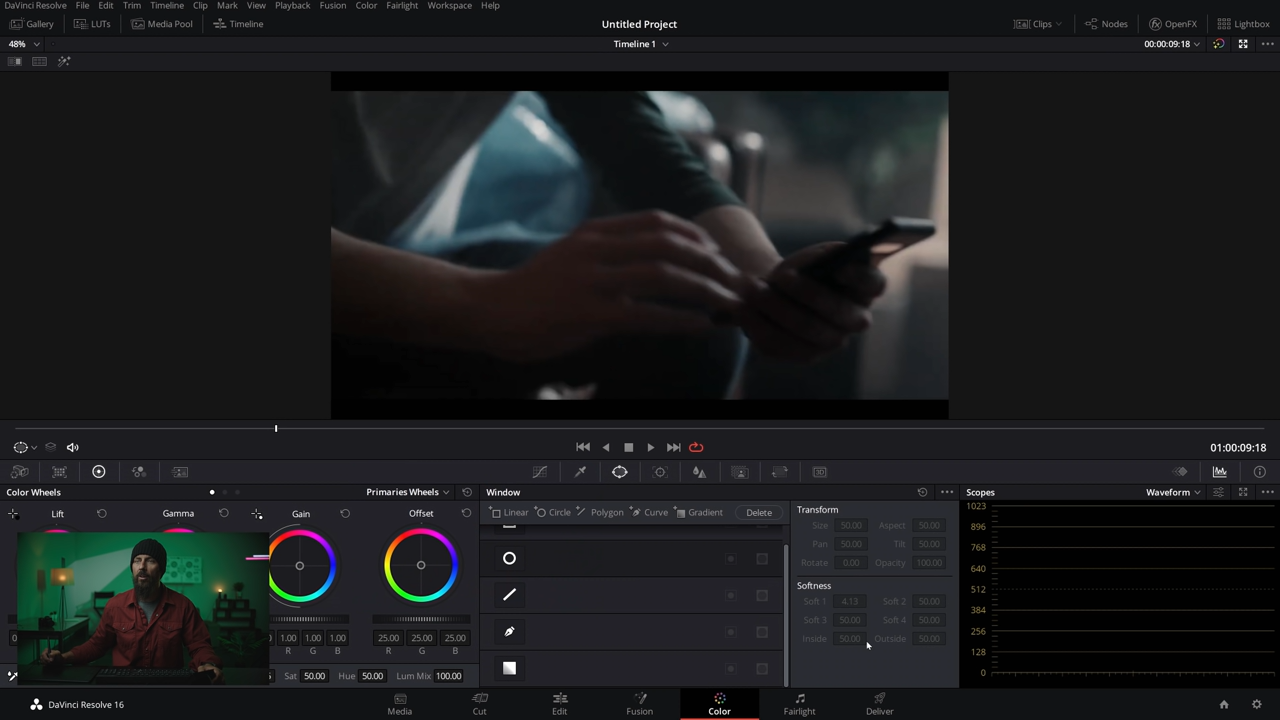 DaVinci Resolve File Edit Trim Timeline Clip Mark View Playback Fusion Color Fairlight Workspace Help
Gallery LUTs Media Pool Timeline Untitled Project Clips Nodes OpenFX Lightbox
48% Timeline 1 00:00:09:18
01:00:09:18
Color Wheels Primaries Wheels Window Scopes Waveform
Lift Gamma Gain Offset
Linear Circle Polygon Curve Gradient Delete
Transform
Size 50.00 Aspect 50.00
Pan 50.00 Tilt 50.00
Rotate 0.00 Opacity 100.00
Softness
Soft 1 4.13 Soft 2 50.00
Soft 3 50.00 Soft 4 50.00
Inside 50.00 Outside 50.00
1023
896
768
640
512
384
256
128
0
1.00 1.00 1.00 25.00 25.00 25.00
R G B R G B
Sat 50.00 Hue 50.00 Lum Mix 100.00
DaVinci Resolve 16 Media Cut Edit Fusion Color Fairlight Deliver